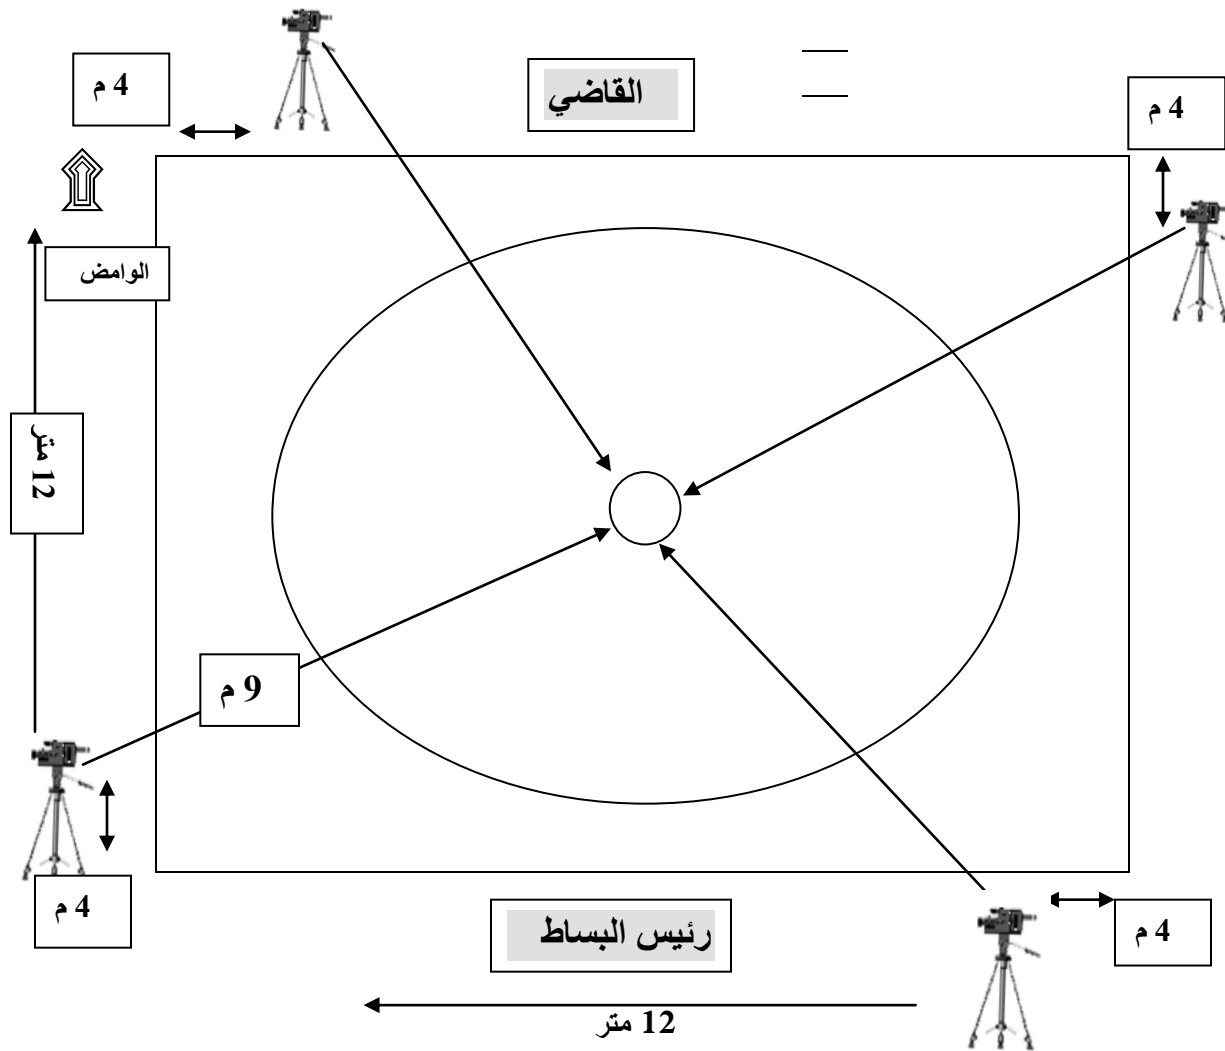 4 م
القاضي
4 م
الوامض
12 متر
9 م
4 م
رئيس البساط
4 م
12 متر